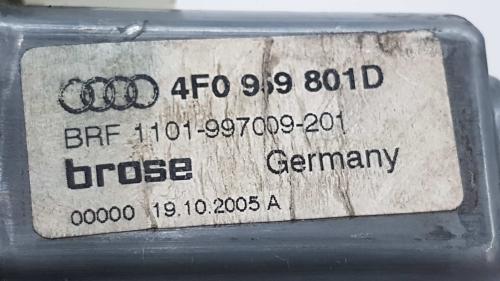 4F0 959 801D
BRF 1101-997009-201
brose Germany
00000 19.10.2005 A